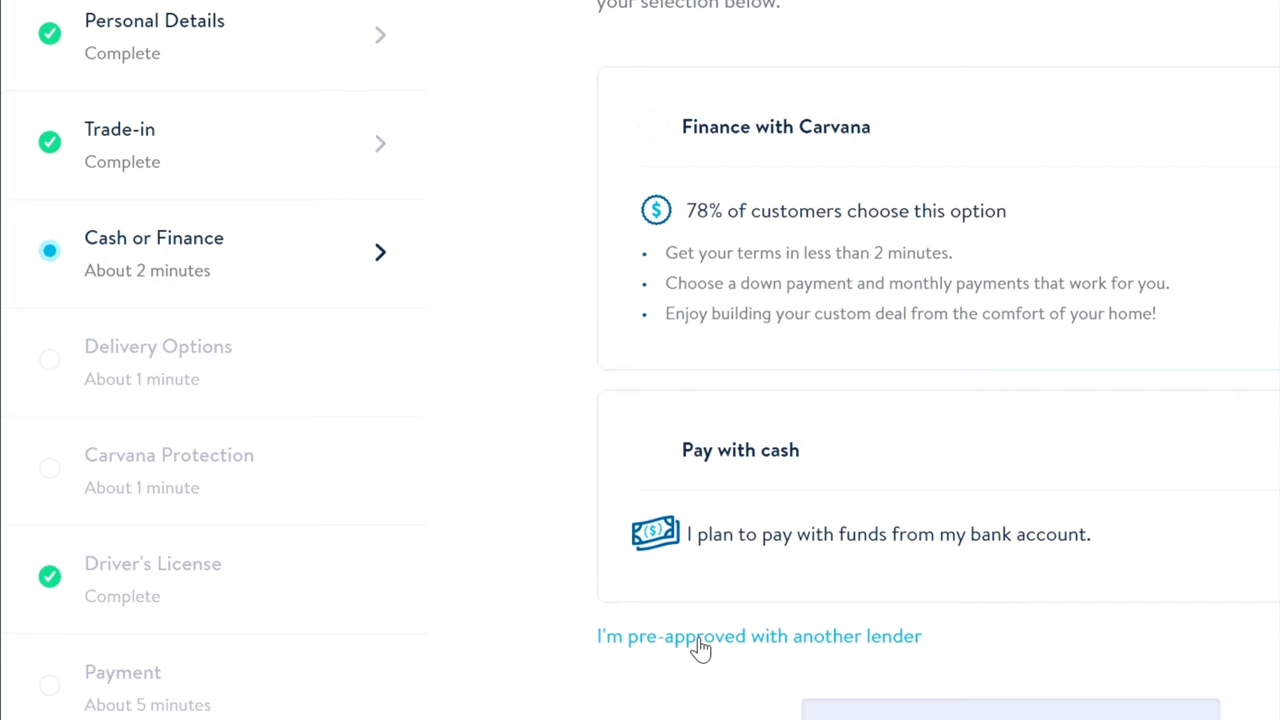 Personal Details
Complete
Trade-in
Complete
Cash or Finance
About 2 minutes
Delivery Options
About 1 minute
Carvana Protection
About 1 minute
Driver's License
Complete
Payment
About 5 minutes
your selection below.
Finance with Carvana
78% of customers choose this option
• Get your terms in less than 2 minutes.
• Choose a down payment and monthly payments that work for you.
• Enjoy building your custom deal from the comfort of your home!
Pay with cash
I plan to pay with funds from my bank account.
I'm pre-approved with another lender